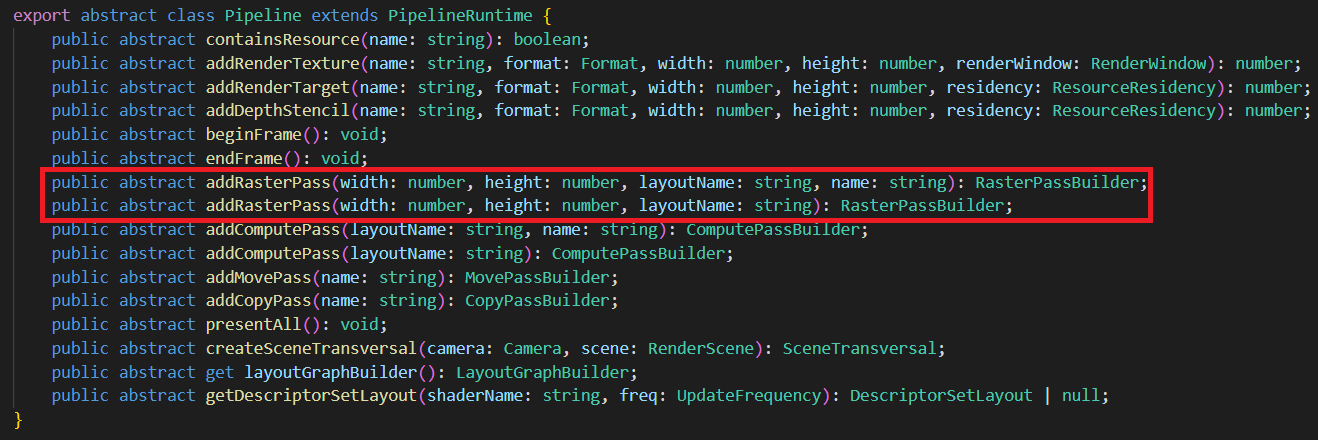 export abstract class Pipeline extends PipelineRuntime {
public abstract containsResource(name: string): boolean;
public abstract addRenderTexture(name: string, format: Format, width: number, height: number, renderWindow: RenderWindow): number;
public abstract addRenderTarget(name: string, format: Format, width: number, height: number, residency: ResourceResidency): number;
public abstract addDepthStencil(name: string, format: Format, width: number, height: number, residency: ResourceResidency): number;
public abstract beginFrame(): void;
public abstract endFrame(): void;
public abstract addRasterPass(width: number, height: number, layoutName: string, name: string): RasterPassBuilder;
public abstract addRasterPass(width: number, height: number, layoutName: string): RasterPassBuilder;
public abstract addComputePass(layoutName: string, name: string): ComputePassBuilder;
public abstract addComputePass(layoutName: string): ComputePassBuilder;
public abstract addMovePass(name: string): MovePassBuilder;
public abstract addCopyPass(name: string): CopyPassBuilder;
public abstract presentAll(): void;
public abstract createSceneTransversal(camera: Camera, scene: RenderScene): SceneTransversal;
public abstract get layoutGraphBuilder(): LayoutGraphBuilder;
public abstract getDescriptorSetLayout(shaderName: string, freq: UpdateFrequency): DescriptorSetLayout | null;
}